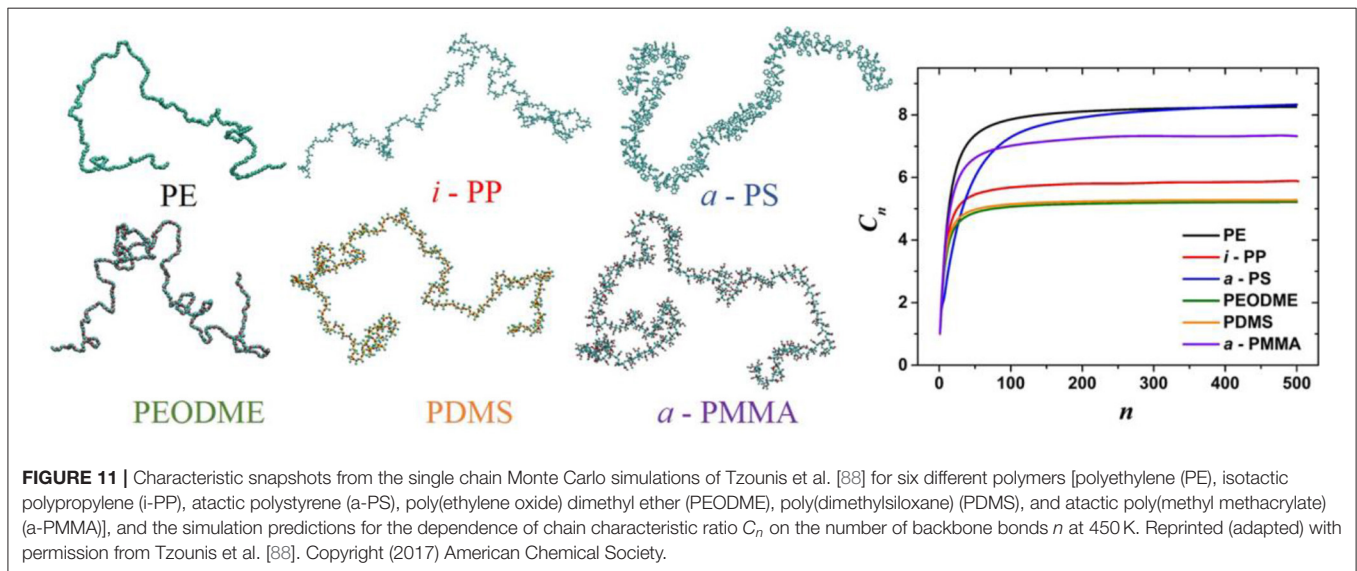 PE
i - PP
a - PS
PEODME
PDMS
a - PMMA
Cn
8
6
4
2
0
PE
i - PP
a - PS
PEODME
PDMS
a - PMMA
0 100 200 300 400 500
n
FIGURE 11 | Characteristic snapshots from the single chain Monte Carlo simulations of Tzounis et al. [88] for six different polymers [polyethylene (PE), isotactic
polypropylene (i-PP), atactic polystyrene (a-PS), poly(ethylene oxide) dimethyl ether (PEODME), poly(dimethylsiloxane) (PDMS), and atactic poly(methyl methacrylate)
(a-PMMA)], and the simulation predictions for the dependence of chain characteristic ratio Cn on the number of backbone bonds n at 450 K. Reprinted (adapted) with
permission from Tzounis et al. [88]. Copyright (2017) American Chemical Society.